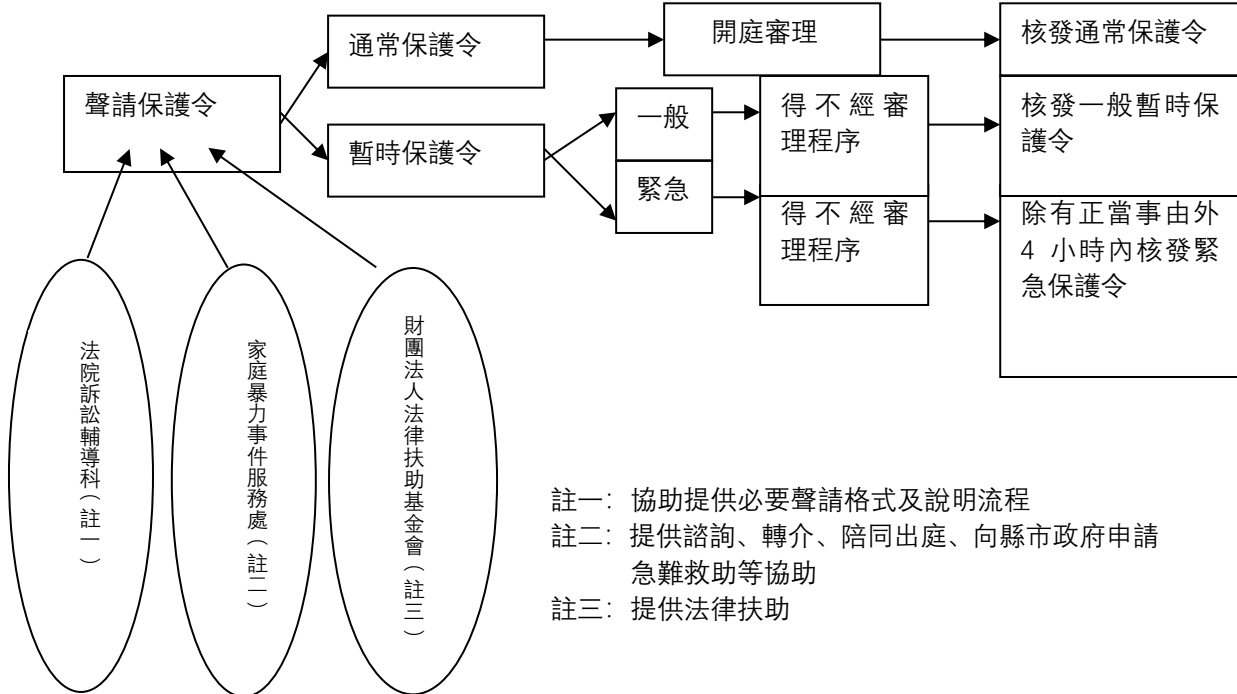 通常保護令
開庭審理
核發通常保護令
聲請保護令
暫時保護令
一般
得不經審
理程序
核發一般暫時保
護令
緊急
得不經審
理程序
除有正當事由外
4 小時內核發緊
急保護令
法院訴訟輔導科(註一)
家庭暴力事件服務處(註二)
財團法人法律扶助基金會(註三)
註一：協助提供必要聲請格式及說明流程
註二：提供諮詢、轉介、陪同出庭、向縣市政府申請
急難救助等協助
註三：提供法律扶助